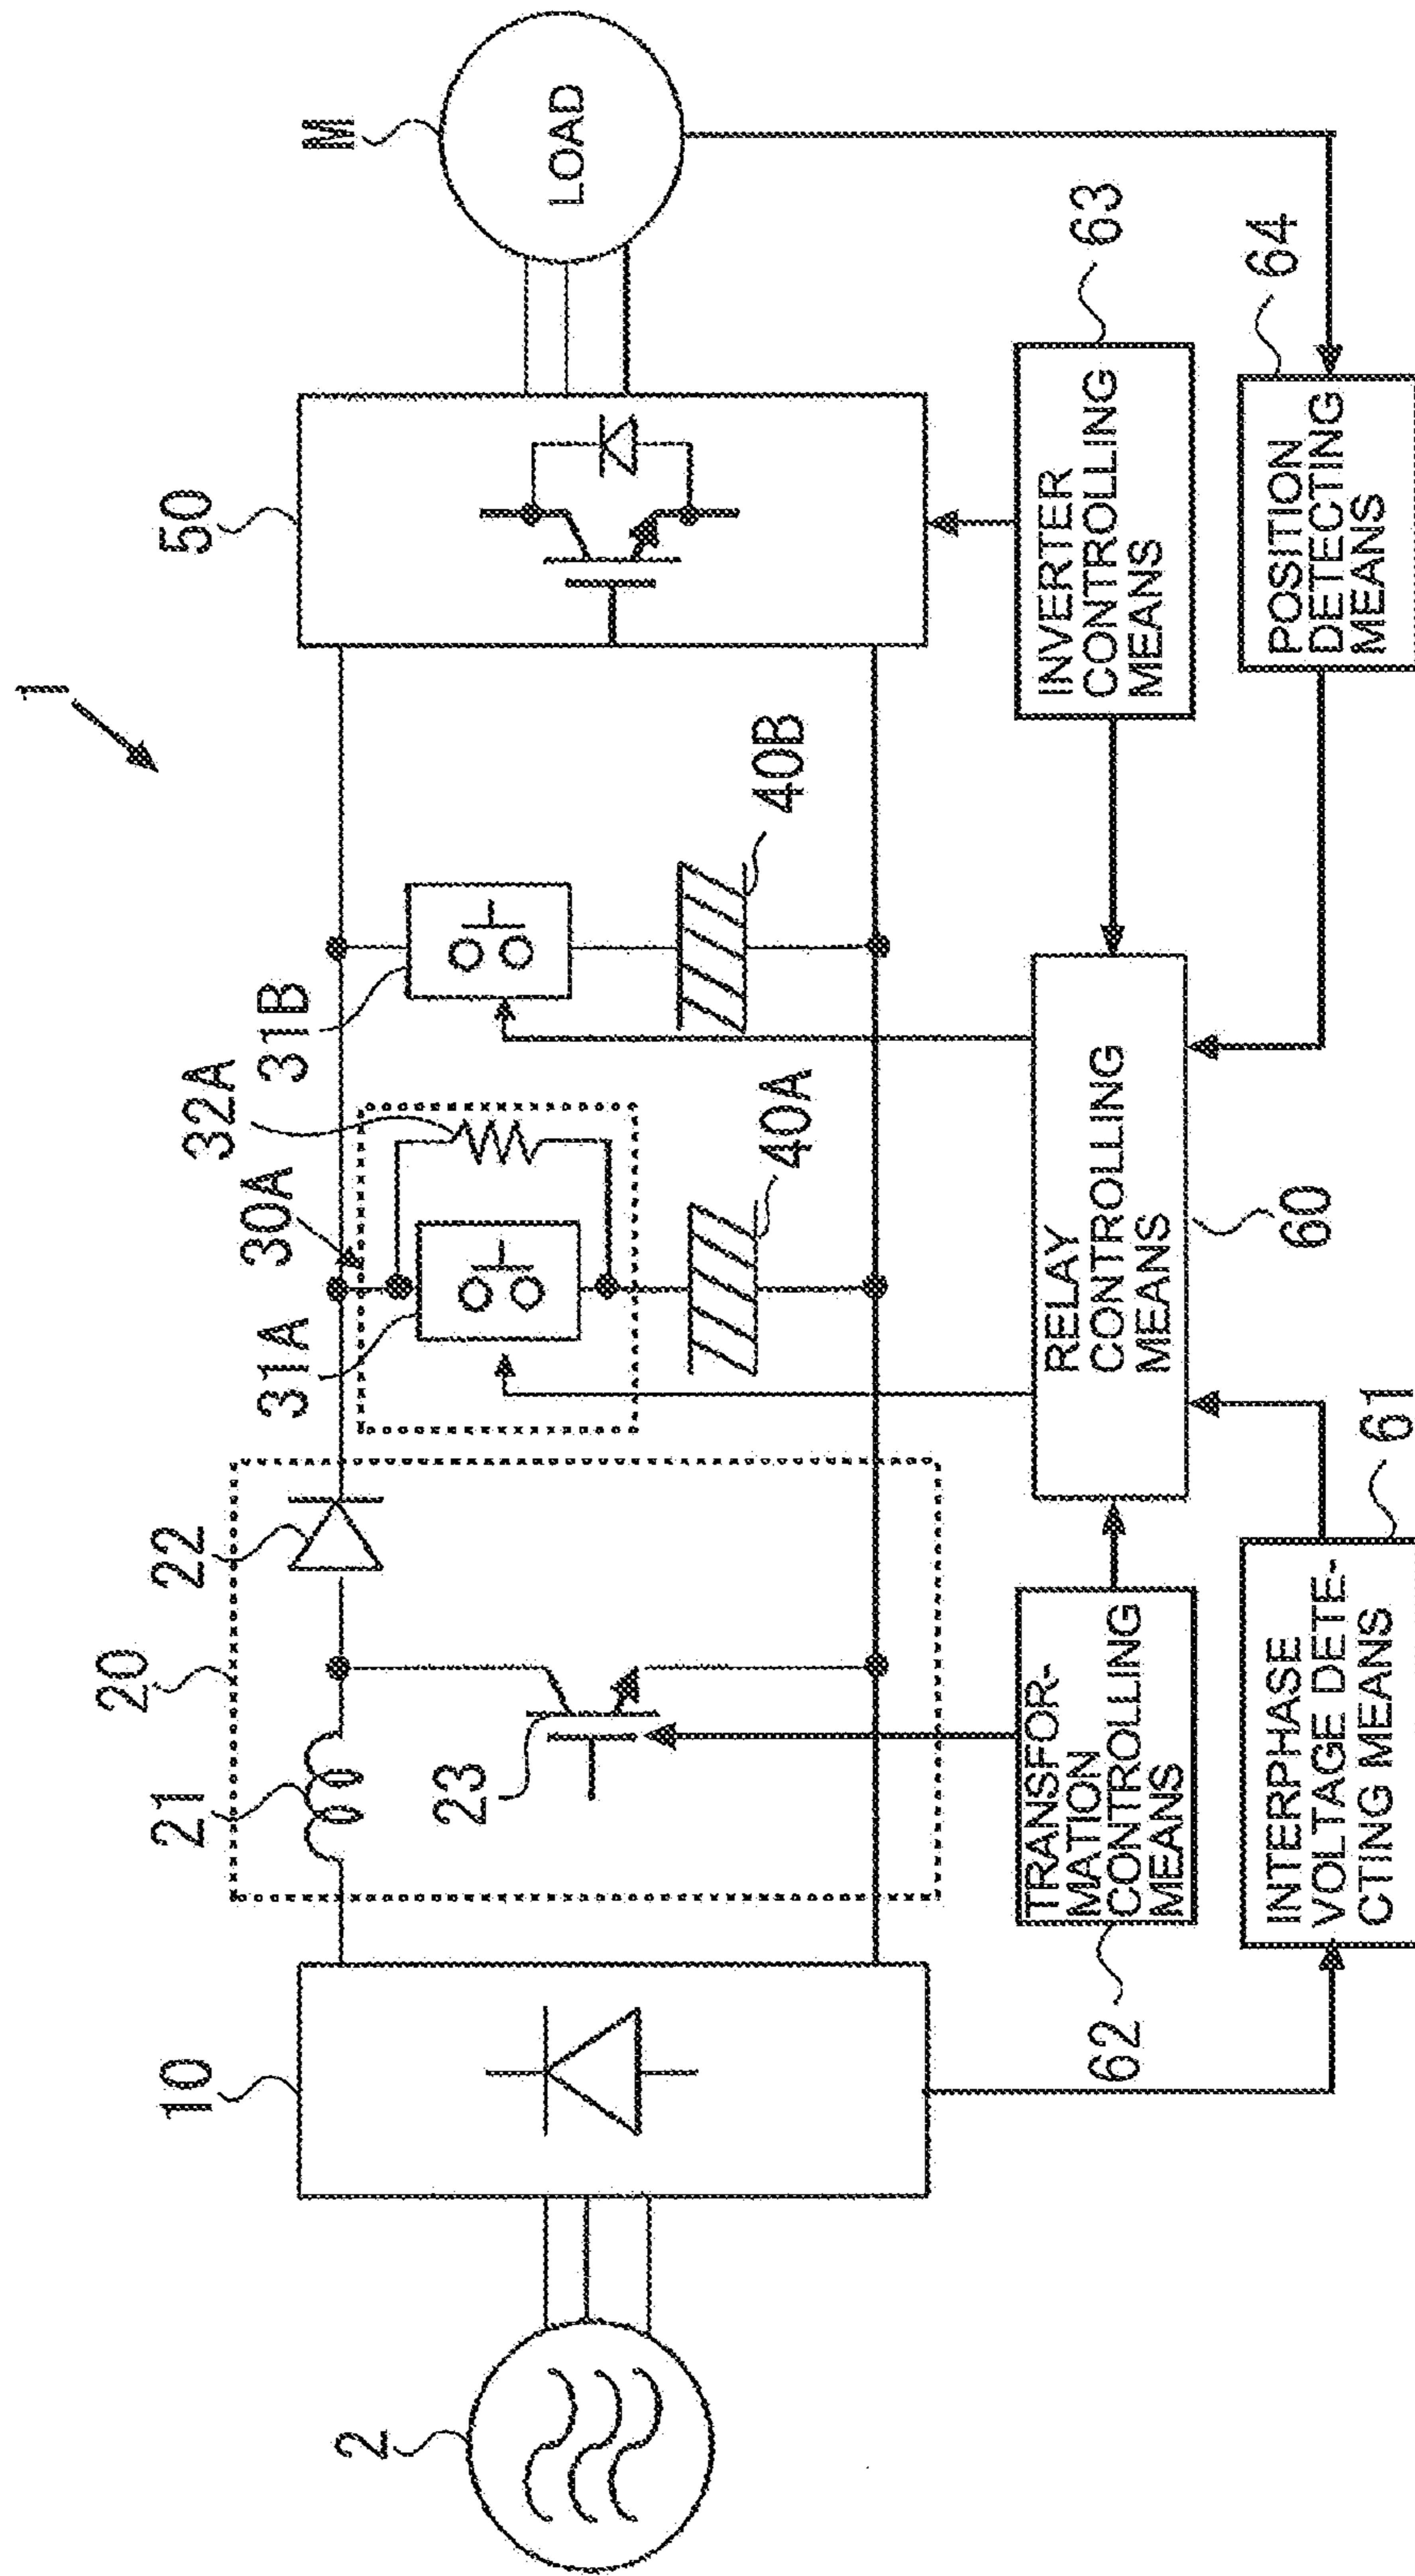 1
2
10
20
21
22
23
30A
31A
32A
31B
40A
40B
50
M
LOAD
TRANSFOR-
MATION
CONTROLLING
MEANS
62
RELAY
CONTROLLING
MEANS
60
INVERTER
CONTROLLING
MEANS
63
INTERPHASE
VOLTAGE DETE-
CTING MEANS
61
POSITION
DETECTING
MEANS
64